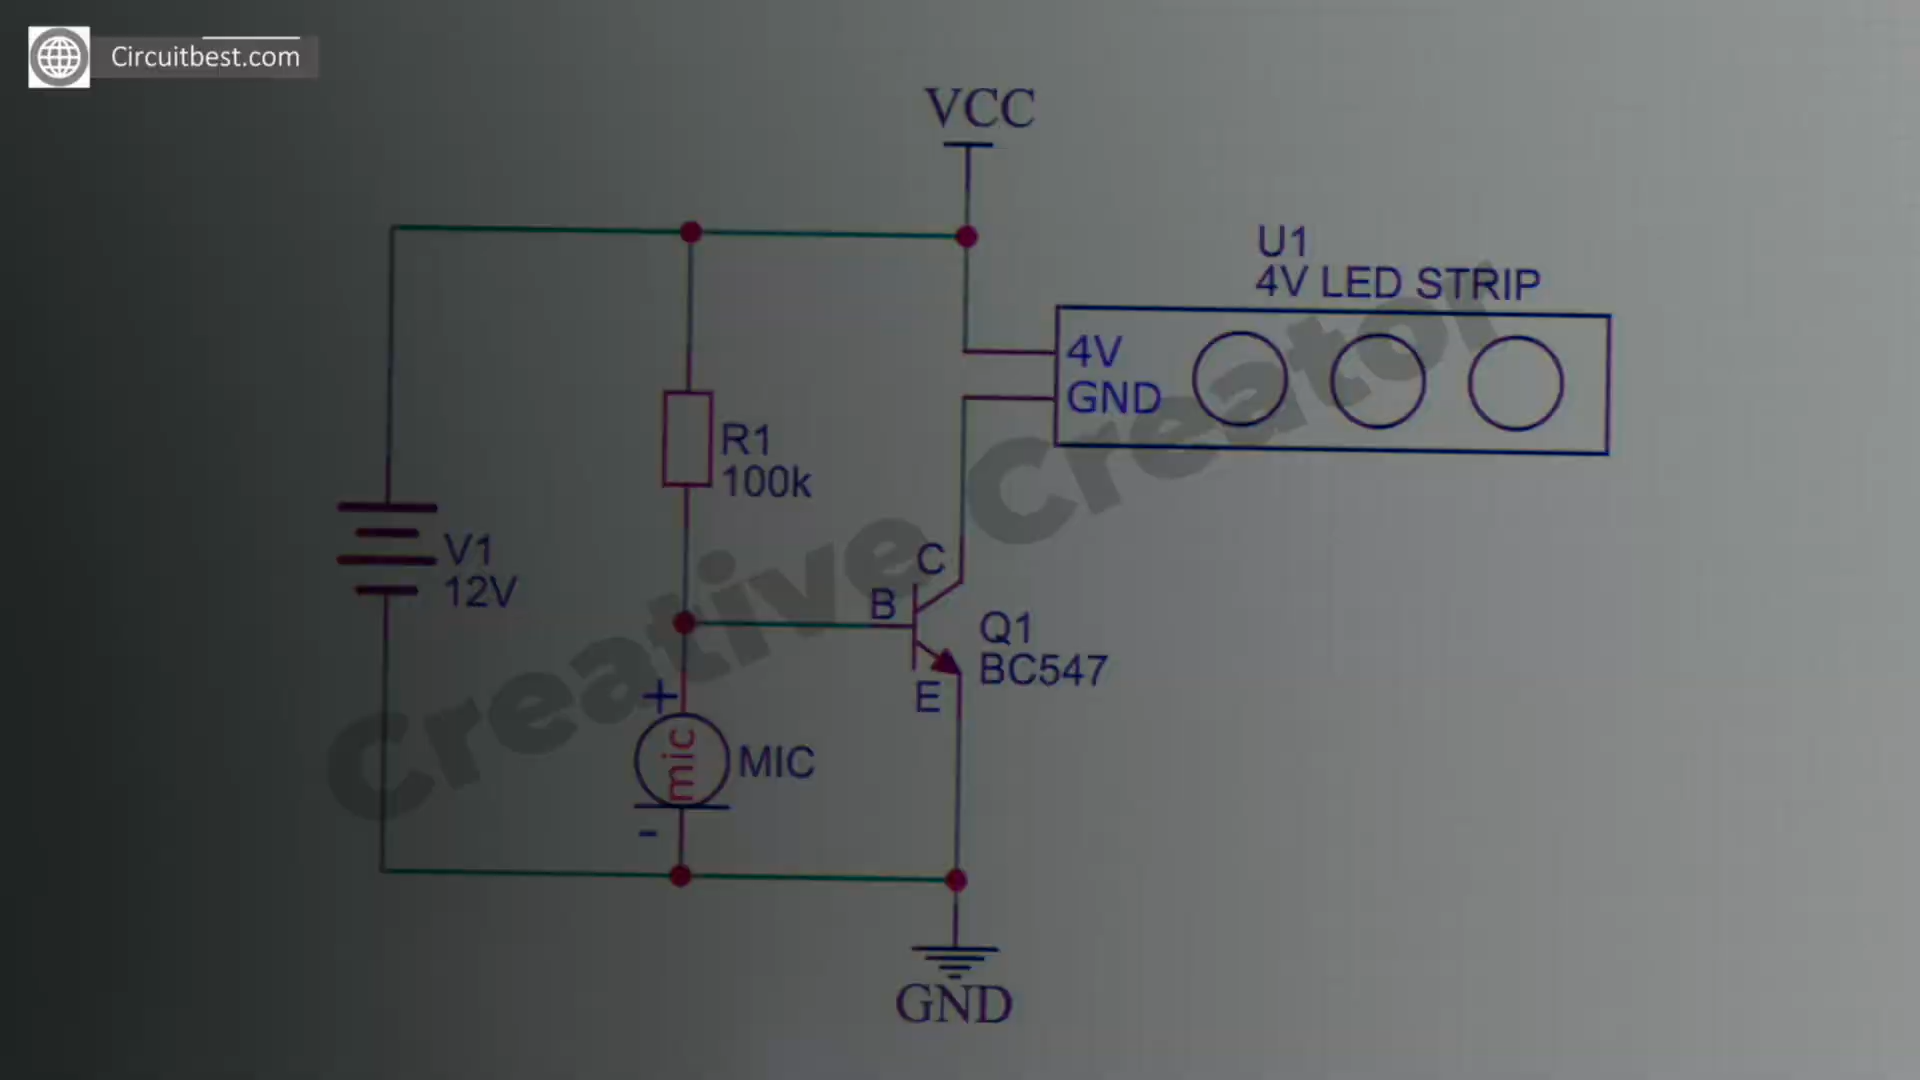 Circuitbest.com
VCC
U1
4V LED STRIP
4V
GND
R1
100k
V1
12V
C
B
Q1
BC547
E
+
mic
MIC
-
GND
Creative Creator